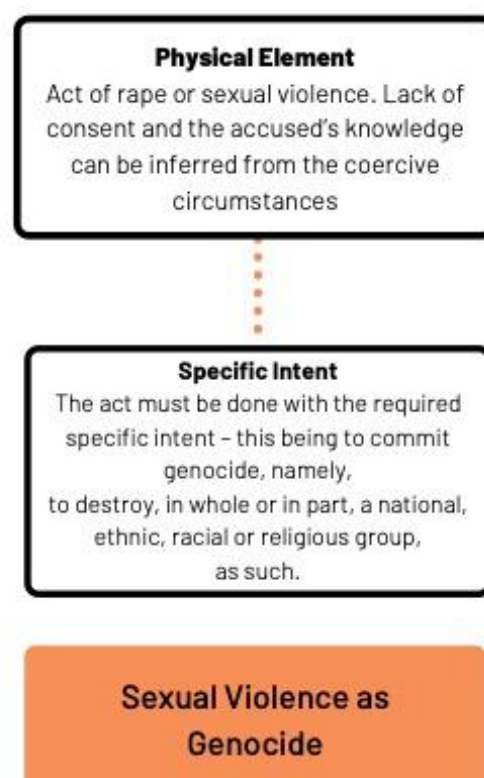 Physical Element
Act of rape or sexual violence. Lack of
consent and the accused's knowledge
can be inferred from the coercive
circumstances
Specific Intent
The act must be done with the required
specific intent – this being to commit
genocide, namely,
to destroy, in whole or in part, a national,
ethnic, racial or religious group,
as such.
Sexual Violence as
Genocide